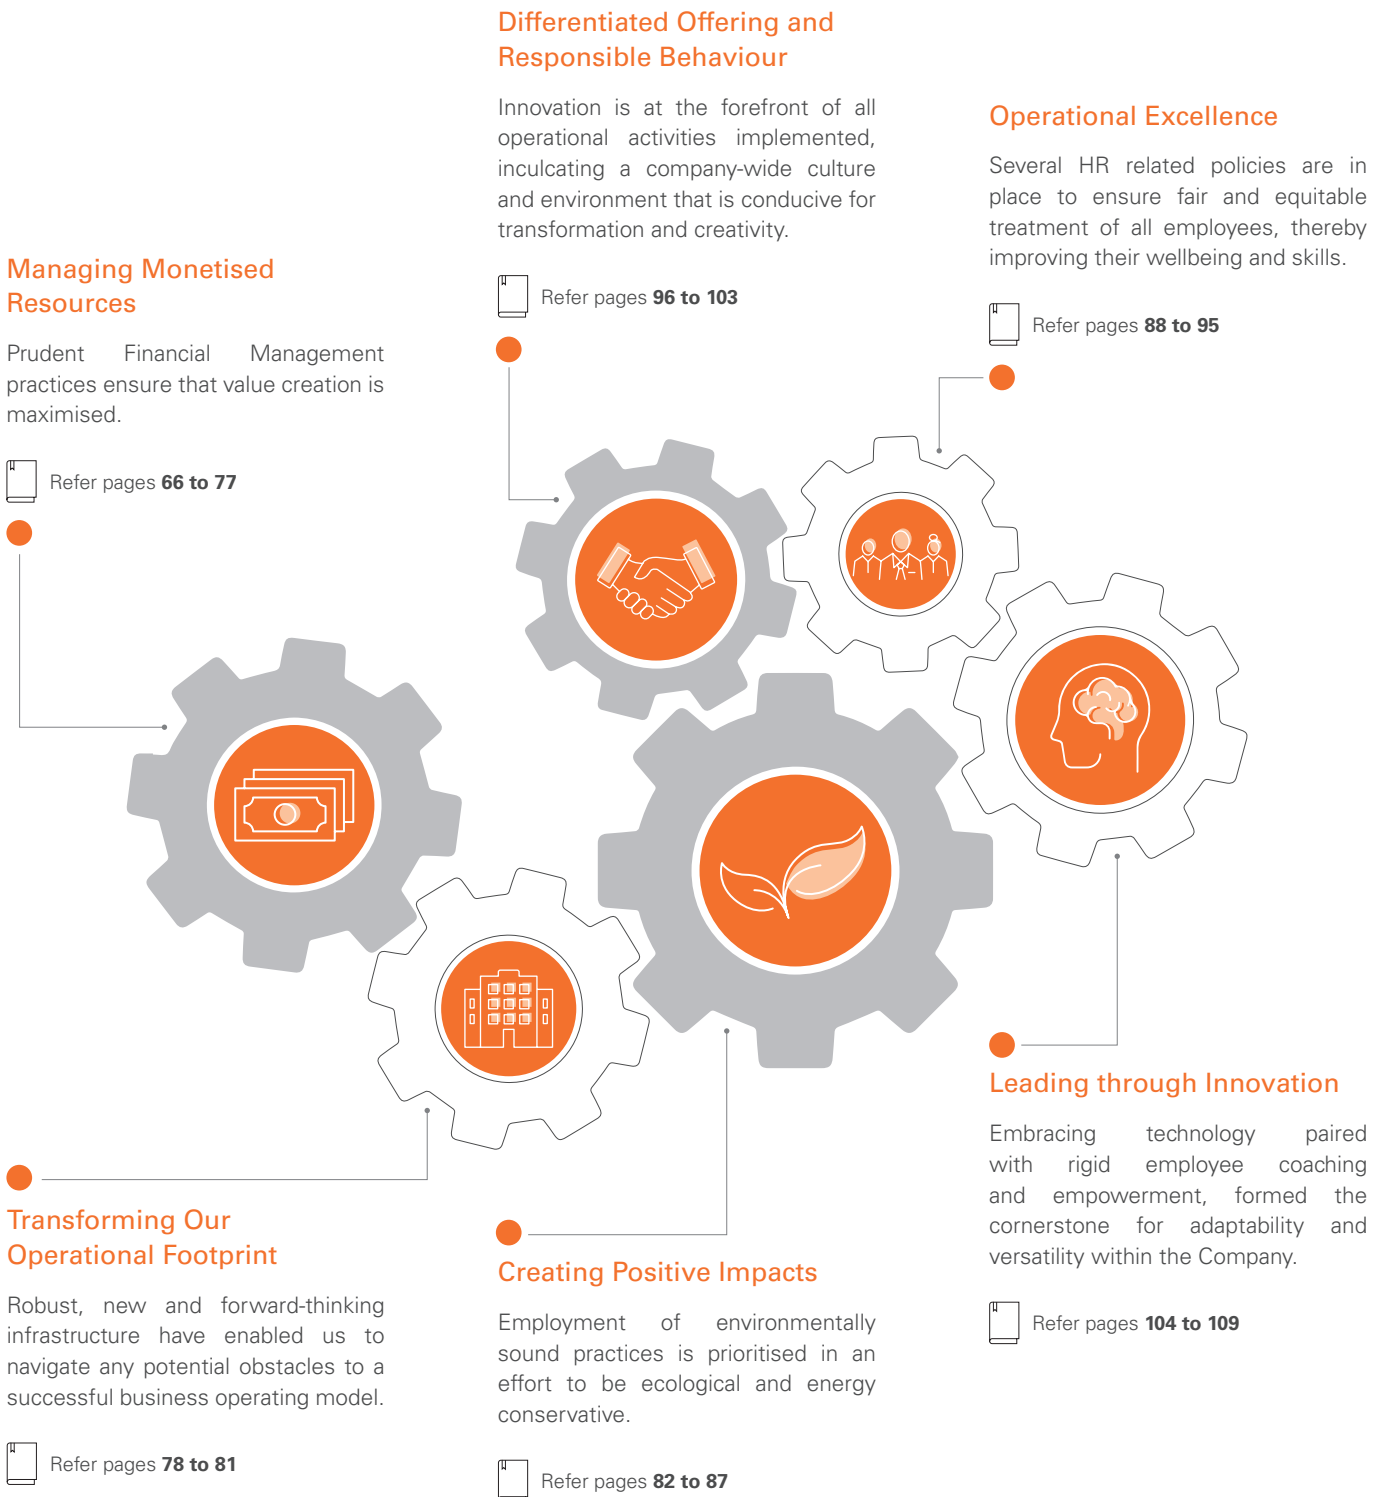 Differentiated Offering and
Responsible Behaviour
Innovation is at the forefront of all
operational activities implemented,
inculcating a company-wide culture
and environment that is conducive for
transformation and creativity.
Refer pages 96 to 103
Operational Excellence
Several HR related policies are in
place to ensure fair and equitable
treatment of all employees, thereby
improving their wellbeing and skills.
Refer pages 88 to 95
Managing Monetised
Resources
Prudent Financial Management
practices ensure that value creation is
maximised.
Refer pages 66 to 77
Transforming Our
Operational Footprint
Robust, new and forward-thinking
infrastructure have enabled us to
navigate any potential obstacles to a
successful business operating model.
Refer pages 78 to 81
Creating Positive Impacts
Employment of environmentally
sound practices is prioritised in an
effort to be ecological and energy
conservative.
Refer pages 82 to 87
Leading through Innovation
Embracing technology paired
with rigid employee coaching
and empowerment, formed the
cornerstone for adaptability and
versatility within the Company.
Refer pages 104 to 109